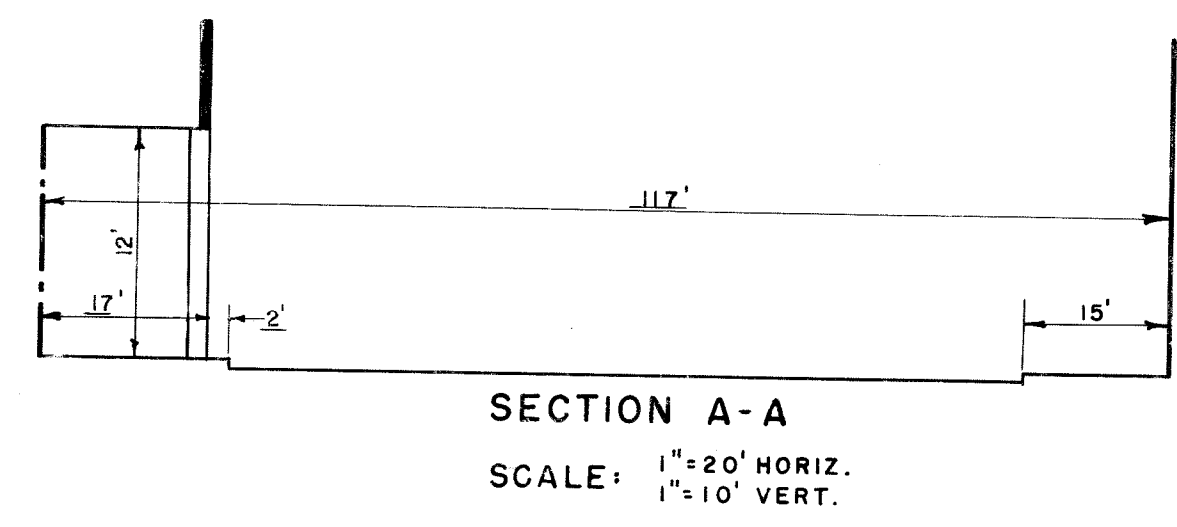 117'
12'
17'
2'
15'
SECTION A-A
SCALE: 1"=20' HORIZ.
1"=10' VERT.